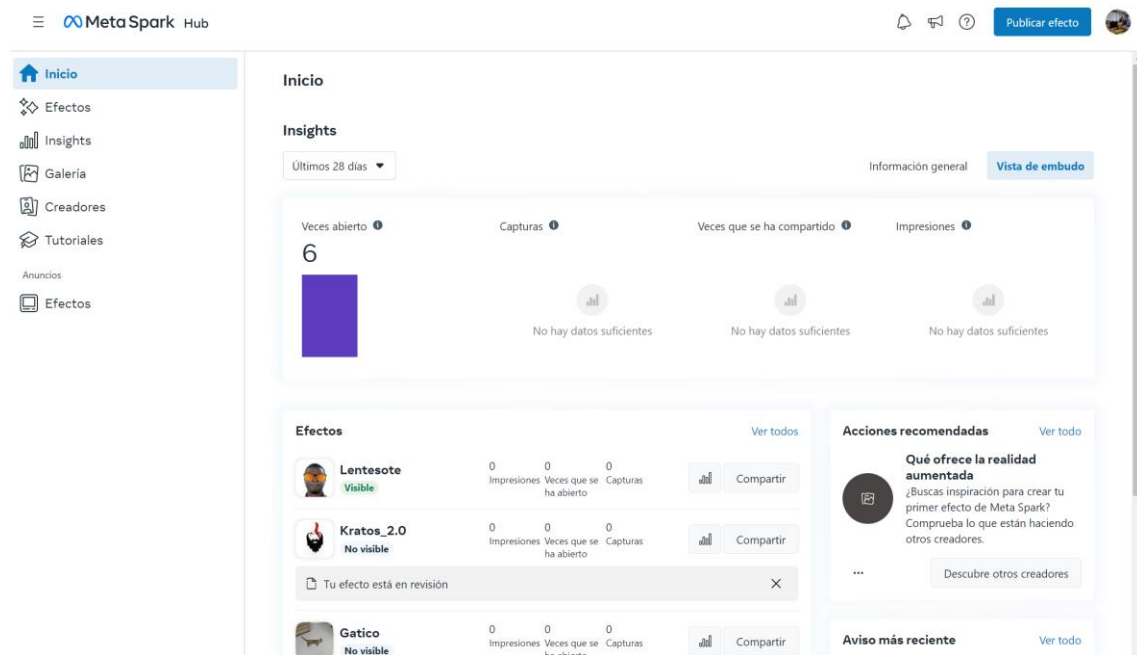 Meta Spark Hub
Publicar efecto
Inicio
Efectos
Insights
Galería
Creadores
Tutoriales
Anuncios
Efectos
Inicio
Insights
Últimos 28 días
Información general
Vista de embudo
Veces abierto
Capturas
Veces que se ha compartido
Impresiones
6
No hay datos suficientes
No hay datos suficientes
No hay datos suficientes
Efectos
Ver todos
Lentesote
Visible
0 0 0
Impresiones Veces que se Capturas
ha abierto
Compartir
Kratos_2.0
No visible
0 0 0
Impresiones Veces que se Capturas
ha abierto
Compartir
Tu efecto está en revisión
Gatico
No visible
0 0 0
Impresiones Veces que se Capturas
ha abierto
Compartir
Acciones recomendadas
Ver todo
Qué ofrece la realidad
aumentada
¿Buscas inspiración para crear tu
primer efecto de Meta Spark?
Comprueba lo que están haciendo
otros creadores.
Descubre otros creadores
Aviso más reciente
Ver todo